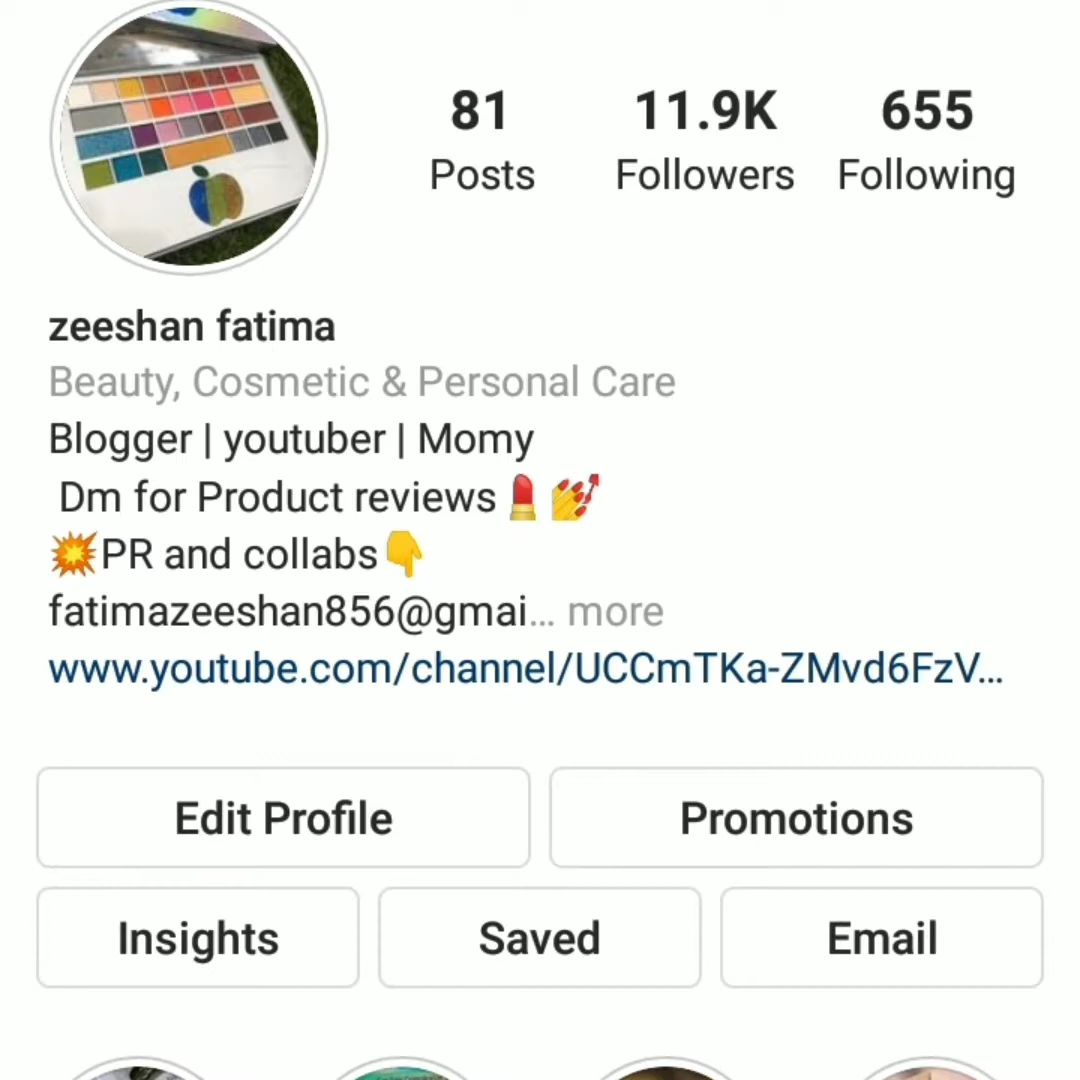 81 11.9K 655
Posts Followers Following
zeeshan fatima
Beauty, Cosmetic & Personal Care
Blogger | youtuber | Momy
Dm for Product reviews💄💅
💥PR and collabs👇
fatimazeeshan856@gmai... more
www.youtube.com/channel/UCCmTKa-ZMvd6FzV...
Edit Profile Promotions
Insights Saved Email